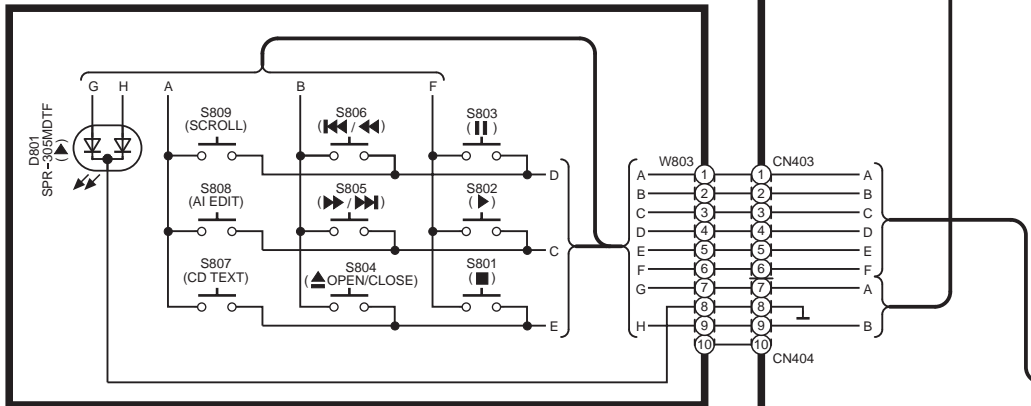 G H A B F
D801
SPR-305MDTF
(▲)
S809
(SCROLL)
S806
(⏮/◀◀)
S803
(❚❚)
D
S808
(AI EDIT)
S805
(▶▶/⏭)
S802
(▶)
C
S807
(CD TEXT)
S804
(⏏OPEN/CLOSE)
S801
(■)
E
W803 CN403
A 1 1 A
B 2 2 B
C 3 3 C
D 4 4 D
E 5 5 E
F 6 6 F
G 7 7 A
8 8
H 9 9 B
10 10
CN404